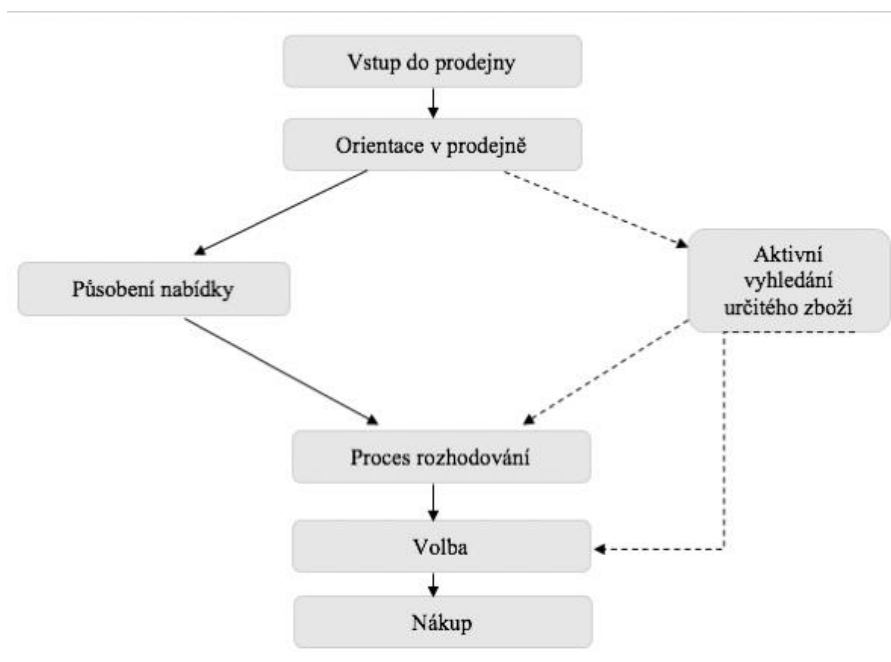 Vstup do prodejny
Orientace v prodejně
Působení nabídky
Aktivní
vyhledání
určitého zboží
Proces rozhodování
Volba
Nákup